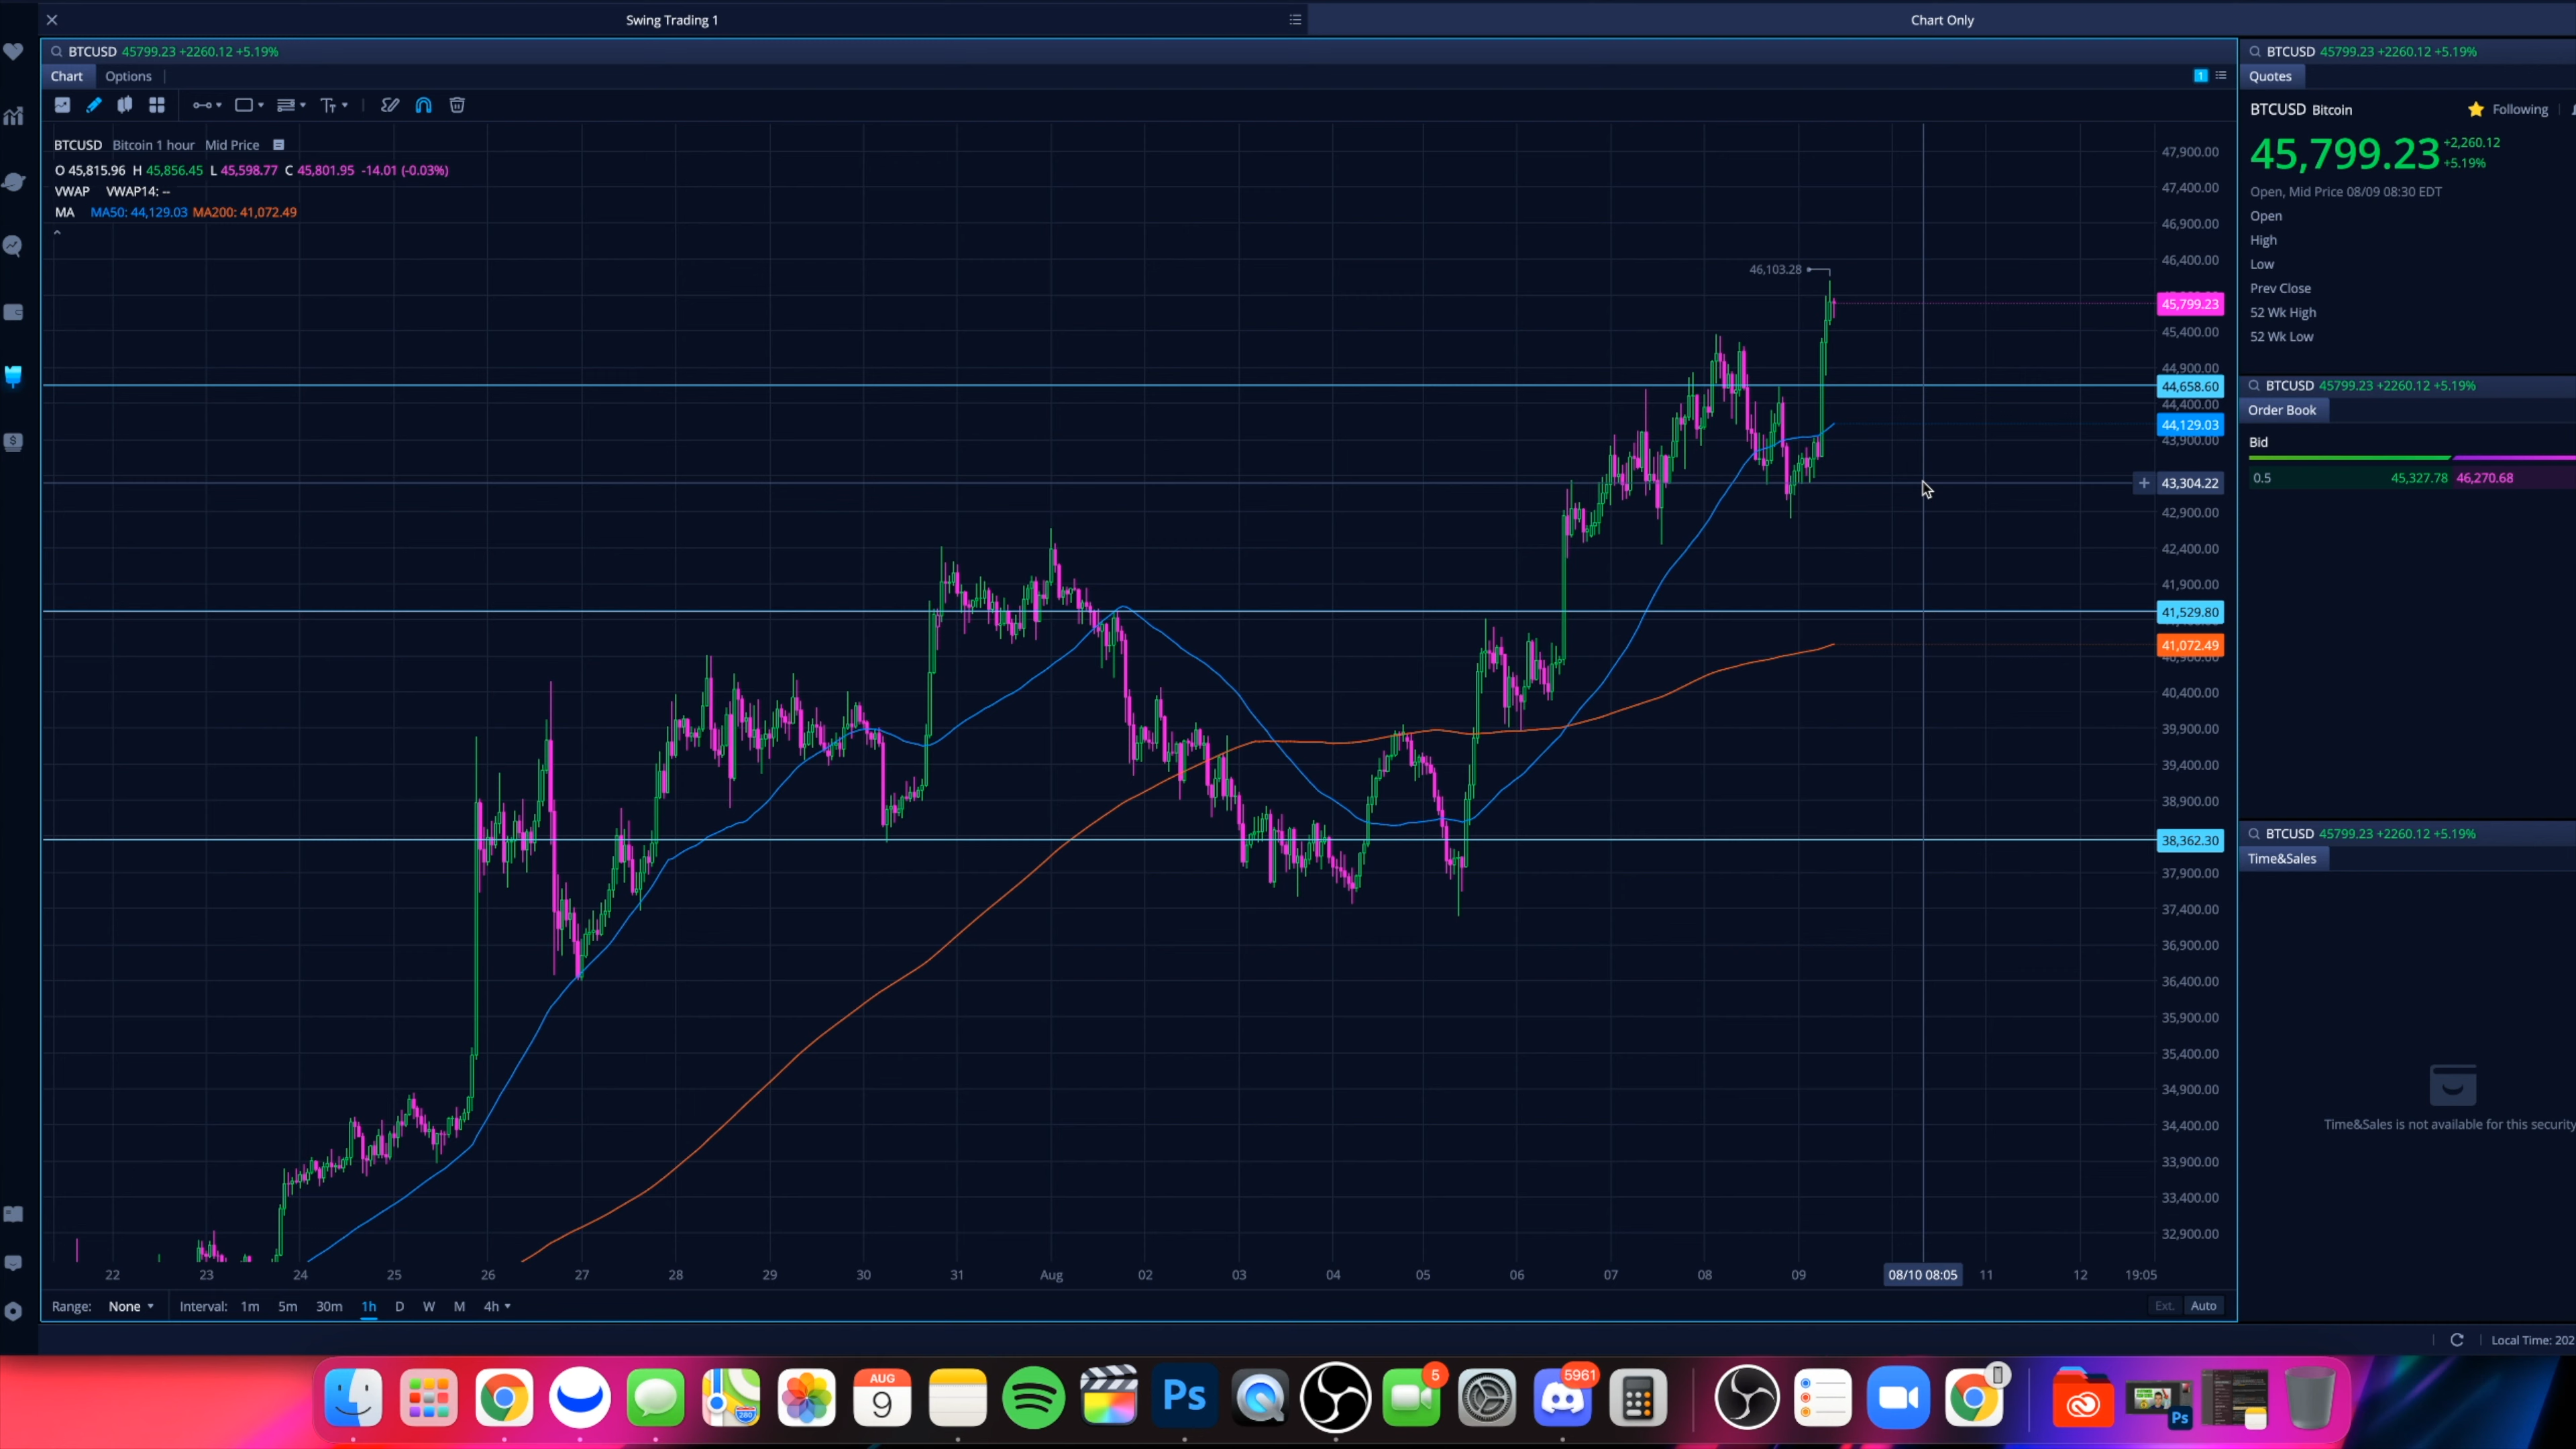 Swing Trading 1
Chart Only
BTCUSD 45799.23 +2260.12 +5.19%
Chart Options
1
BTCUSD Bitcoin 1 hour Mid Price
O 45,815.96 H 45,856.45 L 45,598.77 C 45,801.95 -14.01 (-0.03%)
VWAP VWAP14: --
MA MA50: 44,129.03 MA200: 41,072.49
46,103.28
47,900.00
47,400.00
46,900.00
46,400.00
45,799.23
45,400.00
44,900.00
44,658.60
44,400.00
44,129.03
43,900.00
43,304.22
42,900.00
42,400.00
41,900.00
41,529.80
41,072.49
40,900.00
40,400.00
39,900.00
39,400.00
38,900.00
38,362.30
37,900.00
37,400.00
36,900.00
36,400.00
35,900.00
35,400.00
34,900.00
34,400.00
33,900.00
33,400.00
32,900.00
22 23 24 25 26 27 28 29 30 31 Aug 02 03 04 05 06 07 08 09 08/10 08:05 11 12 19:05
Range: None Interval: 1m 5m 30m 1h D W M 4h
Ext. Auto
BTCUSD 45799.23 +2260.12 +5.19%
Quotes
BTCUSD Bitcoin
Following
45,799.23 +2,260.12
+5.19%
Open, Mid Price 08/09 08:30 EDT
Open
High
Low
Prev Close
52 Wk High
52 Wk Low
BTCUSD 45799.23 +2260.12 +5.19%
Order Book
Bid
0.5 45,327.78 46,270.68
BTCUSD 45799.23 +2260.12 +5.19%
Time&Sales
Time&Sales is not available for this security
Local Time: 202
AUG
9
Ps
280
5
5961
Ps